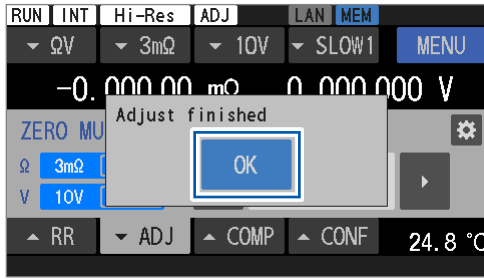 RUN INT Hi-Res ADJ LAN MEM
ΩV 3mΩ 10V SLOW1 MENU
-0. 000 00 mΩ 0. 000 000 V
Adjust finished
ZERO MU
Ω 3mΩ
OK
V 10V
RR ADJ COMP CONF 24.8 °C